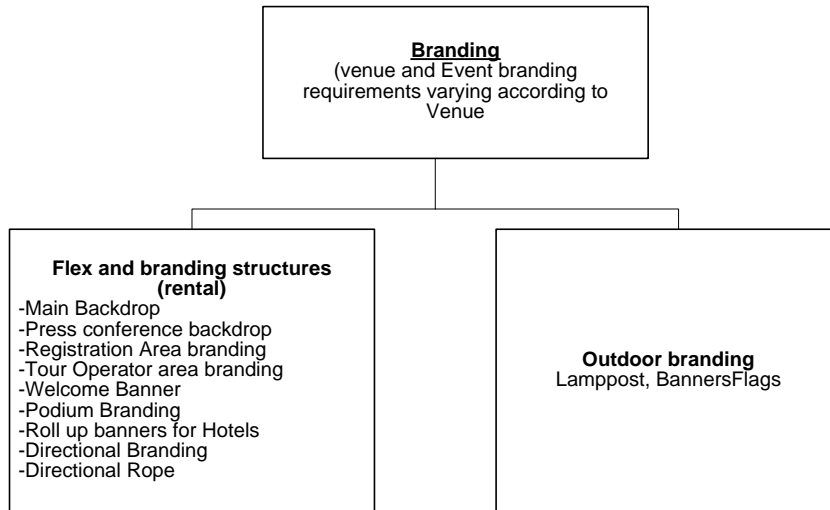 Branding
(venue and Event branding
requirements varying according to
Venue
Flex and branding structures
(rental)
-Main Backdrop
-Press conference backdrop
-Registration Area branding
-Tour Operator area branding
-Welcome Banner
-Podium Branding
-Roll up banners for Hotels
-Directional Branding
-Directional Rope
Outdoor branding
Lamppost, BannersFlags